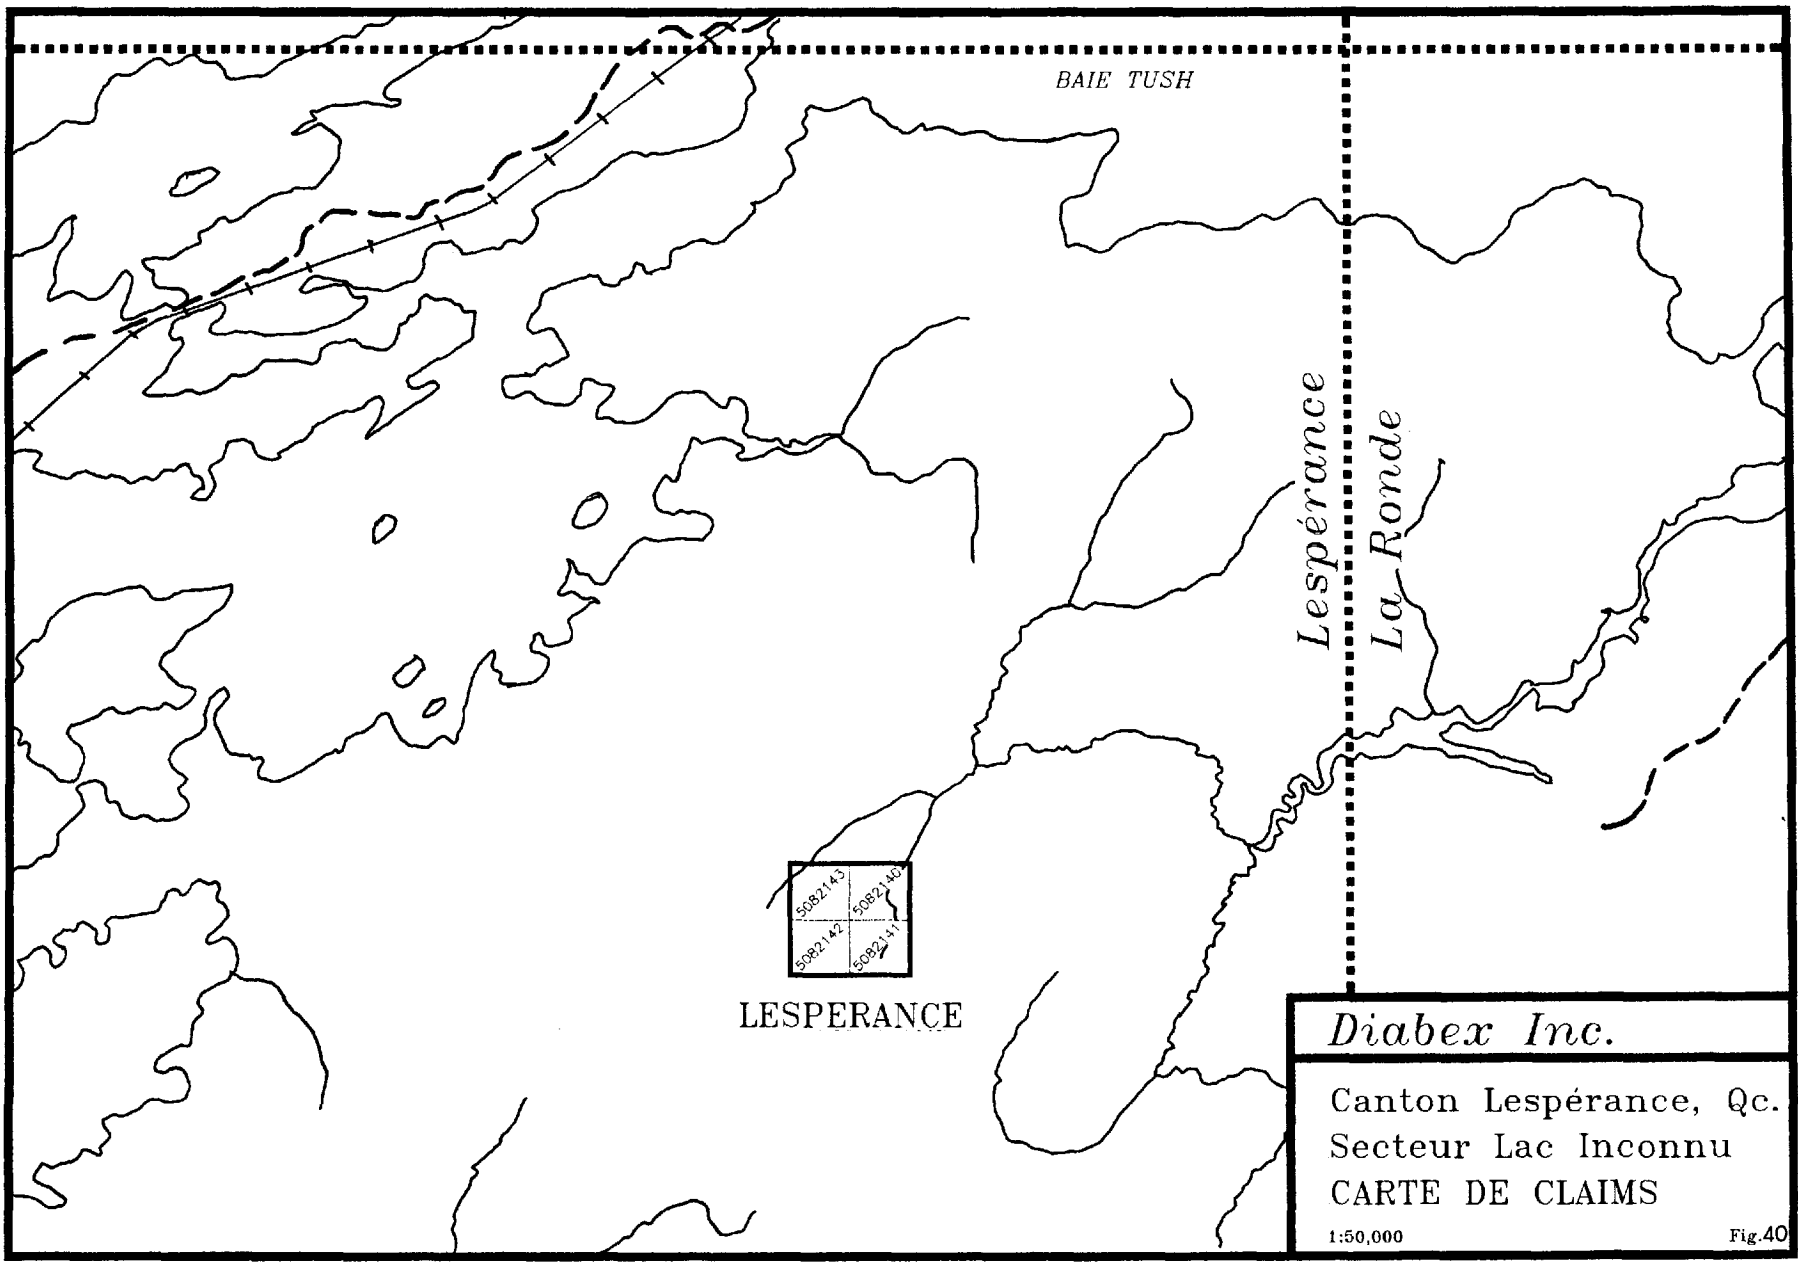 BAIE TUSH
Lespérance
La Ronde
5082143
5082140
5082142
5082141
LESPERANCE
Diabex Inc.
Canton Lespérance, Qc.
Secteur Lac Inconnu
CARTE DE CLAIMS
1:50,000
Fig.40